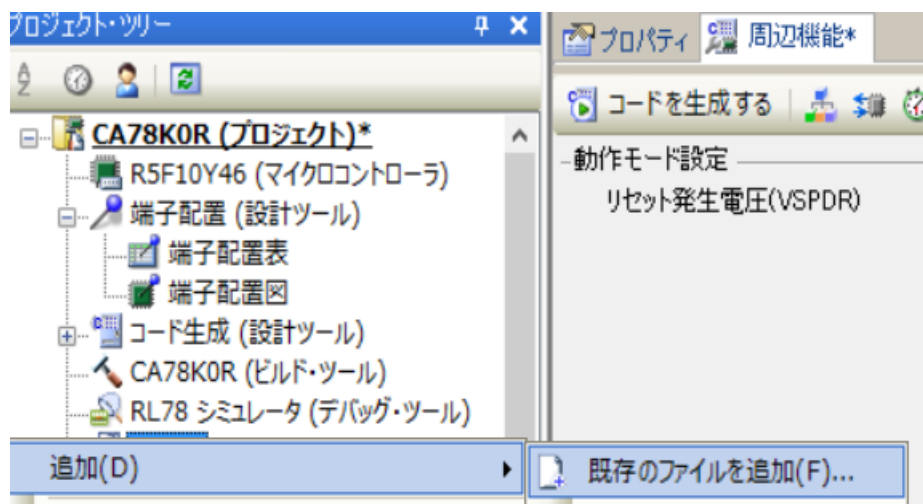 プロジェクト・ツリー
プロパティ
周辺機能*
コードを生成する
CA78K0R (プロジェクト)*
R5F10Y46 (マイクロコントローラ)
端子配置 (設計ツール)
端子配置表
端子配置図
コード生成 (設計ツール)
CA78K0R (ビルド・ツール)
RL78 シミュレータ (デバッグ・ツール)
動作モード設定
リセット発生電圧(VSPDR)
追加(D)
既存のファイルを追加(F)...